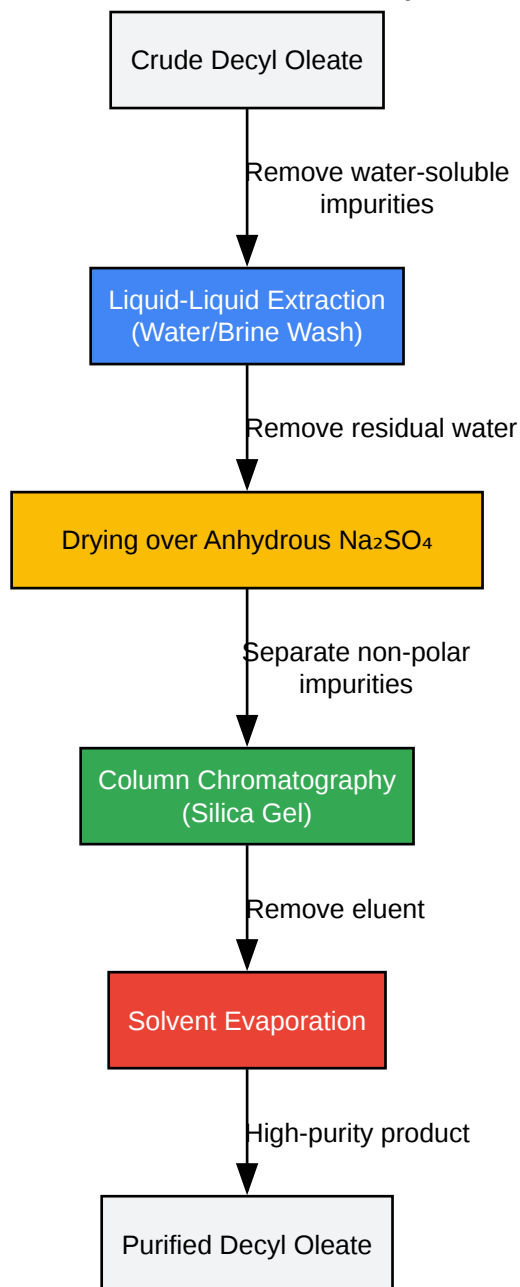 Crude Decyl Oleate
Remove water-soluble
impurities
Liquid-Liquid Extraction
(Water/Brine Wash)
Remove residual water
Drying over Anhydrous Na₂SO₄
Separate non-polar
impurities
Column Chromatography
(Silica Gel)
Remove eluent
Solvent Evaporation
High-purity product
Purified Decyl Oleate